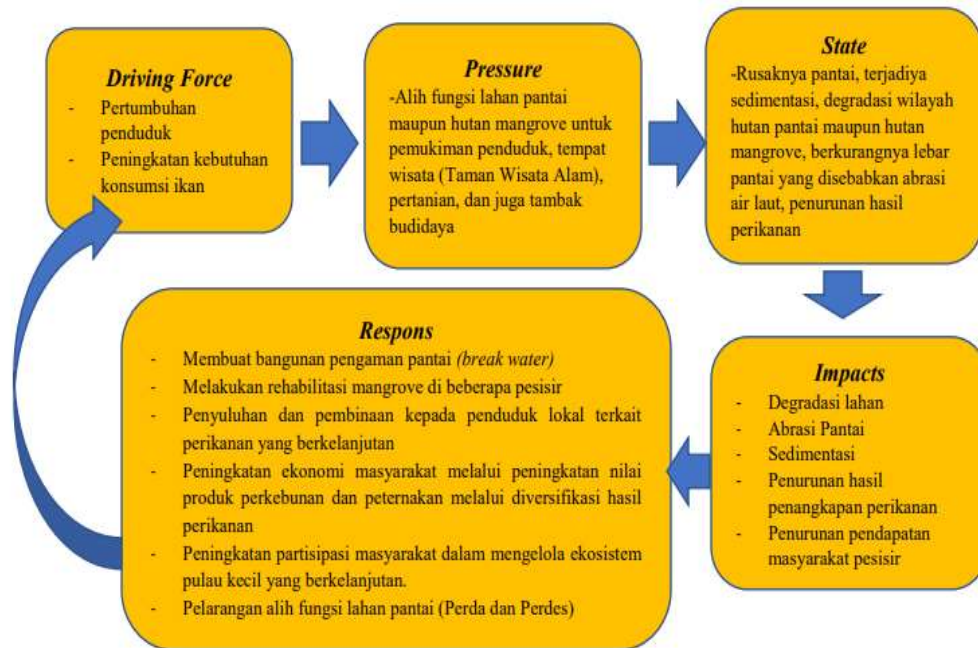 Driving Force
- Pertumbuhan
penduduk
- Peningkatan kebutuhan
konsumsi ikan
Pressure
-Alih fungsi lahan pantai
maupun hutan mangrove untuk
pemukiman penduduk, tempat
wisata (Taman Wisata Alam),
pertanian, dan juga tambak
budidaya
State
-Rusaknya pantai, terjadiya
sedimentasi, degradasi wilayah
hutan pantai maupun hutan
mangrove, berkurangnya lebar
pantai yang disebabkan abrasi
air laut, penurunan hasil
perikanan
Impacts
- Degradasi lahan
- Abrasi Pantai
- Sedimentasi
- Penurunan hasil
penangkapan perikanan
- Penurunan pendapatan
masyarakat pesisir
Respons
- Membuat bangunan pengaman pantai (break water)
- Melakukan rehabilitasi mangrove di beberapa pesisir
- Penyuluhan dan pembinaan kepada penduduk lokal terkait
perikanan yang berkelanjutan
- Peningkatan ekonomi masyarakat melalui peningkatan nilai
produk perkebunan dan peternakan melalui diversifikasi hasil
perikanan
- Peningkatan partisipasi masyarakat dalam mengelola ekosistem
pulau kecil yang berkelanjutan.
- Pelarangan alih fungsi lahan pantai (Perda dan Perdes)